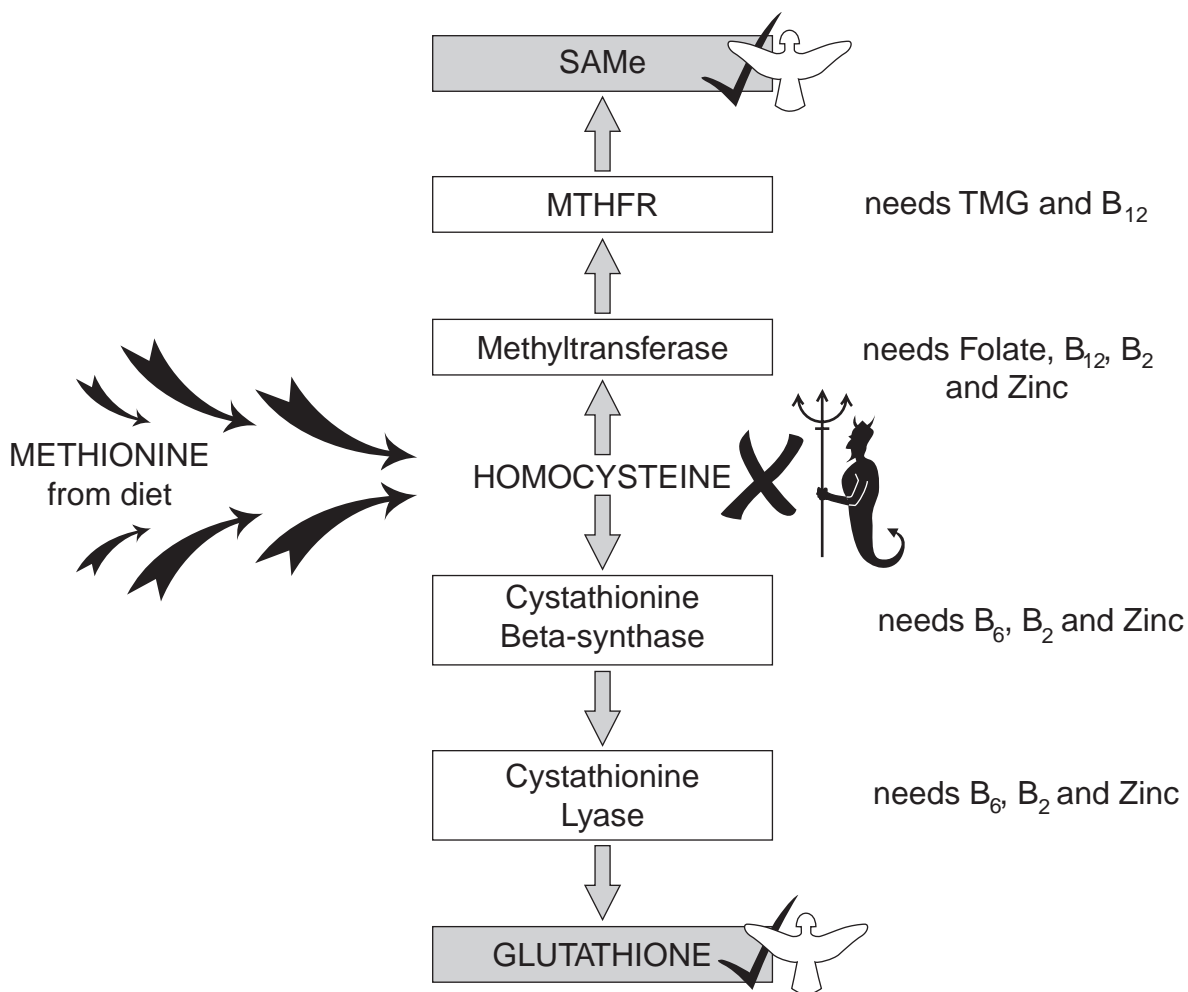 SAMe
MTHFR
needs TMG and B12
Methyltransferase
needs Folate, B12, B2
and Zinc
METHIONINE
from diet
HOMOCYSTEINE
Cystathionine
Beta-synthase
needs B6, B2 and Zinc
Cystathionine
Lyase
needs B6, B2 and Zinc
GLUTATHIONE